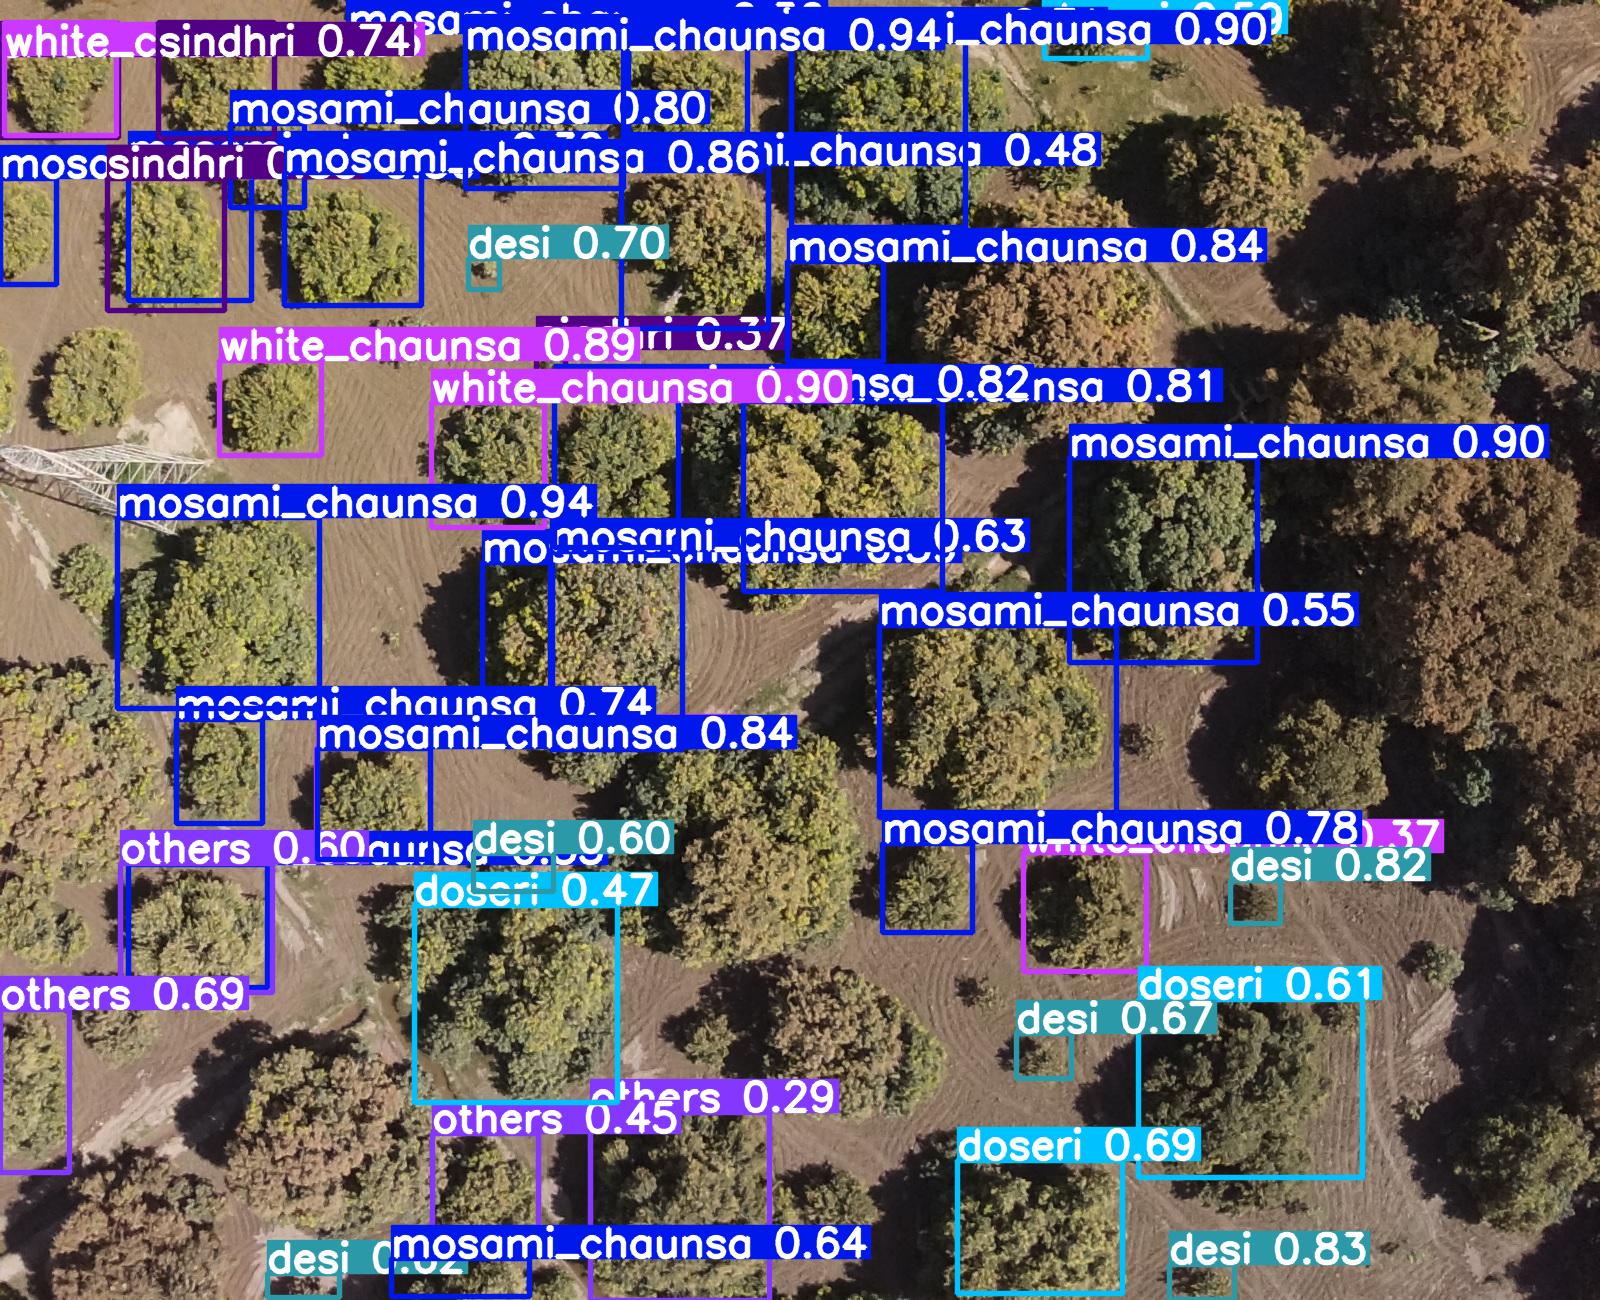 mosami_chaunsa 0.94
i_chaunsa 0.90
white_c
sindhri 0.74
mosami_chaunsa 0.80
mosa
sindhri
mosami_chaunsa 0.86
i_chaunsa 0.48
desi 0.70
mosami_chaunsa 0.84
0.37
white_chaunsa 0.89
white_chaunsa 0.90
nsa 0.82
nsa 0.81
mosami_chaunsa 0.90
mosami_chaunsa 0.94
mosami_chaunsa 0.63
mosami_chaunsa 0.55
mosami_chaunsa 0.74
mosami_chaunsa 0.84
others 0.60
desi 0.60
mosami_chaunsa 0.78
0.37
desi 0.82
doseri 0.47
others 0.69
doseri 0.61
desi 0.67
others 0.29
others 0.45
doseri 0.69
desi
mosami_chaunsa 0.64
desi 0.83